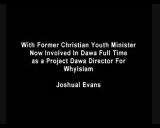 With Former Christian Youth Minister
Now Involved In Dawa Full Time
as a Project Dawa Director For
WhyIslam
Joshual Evans